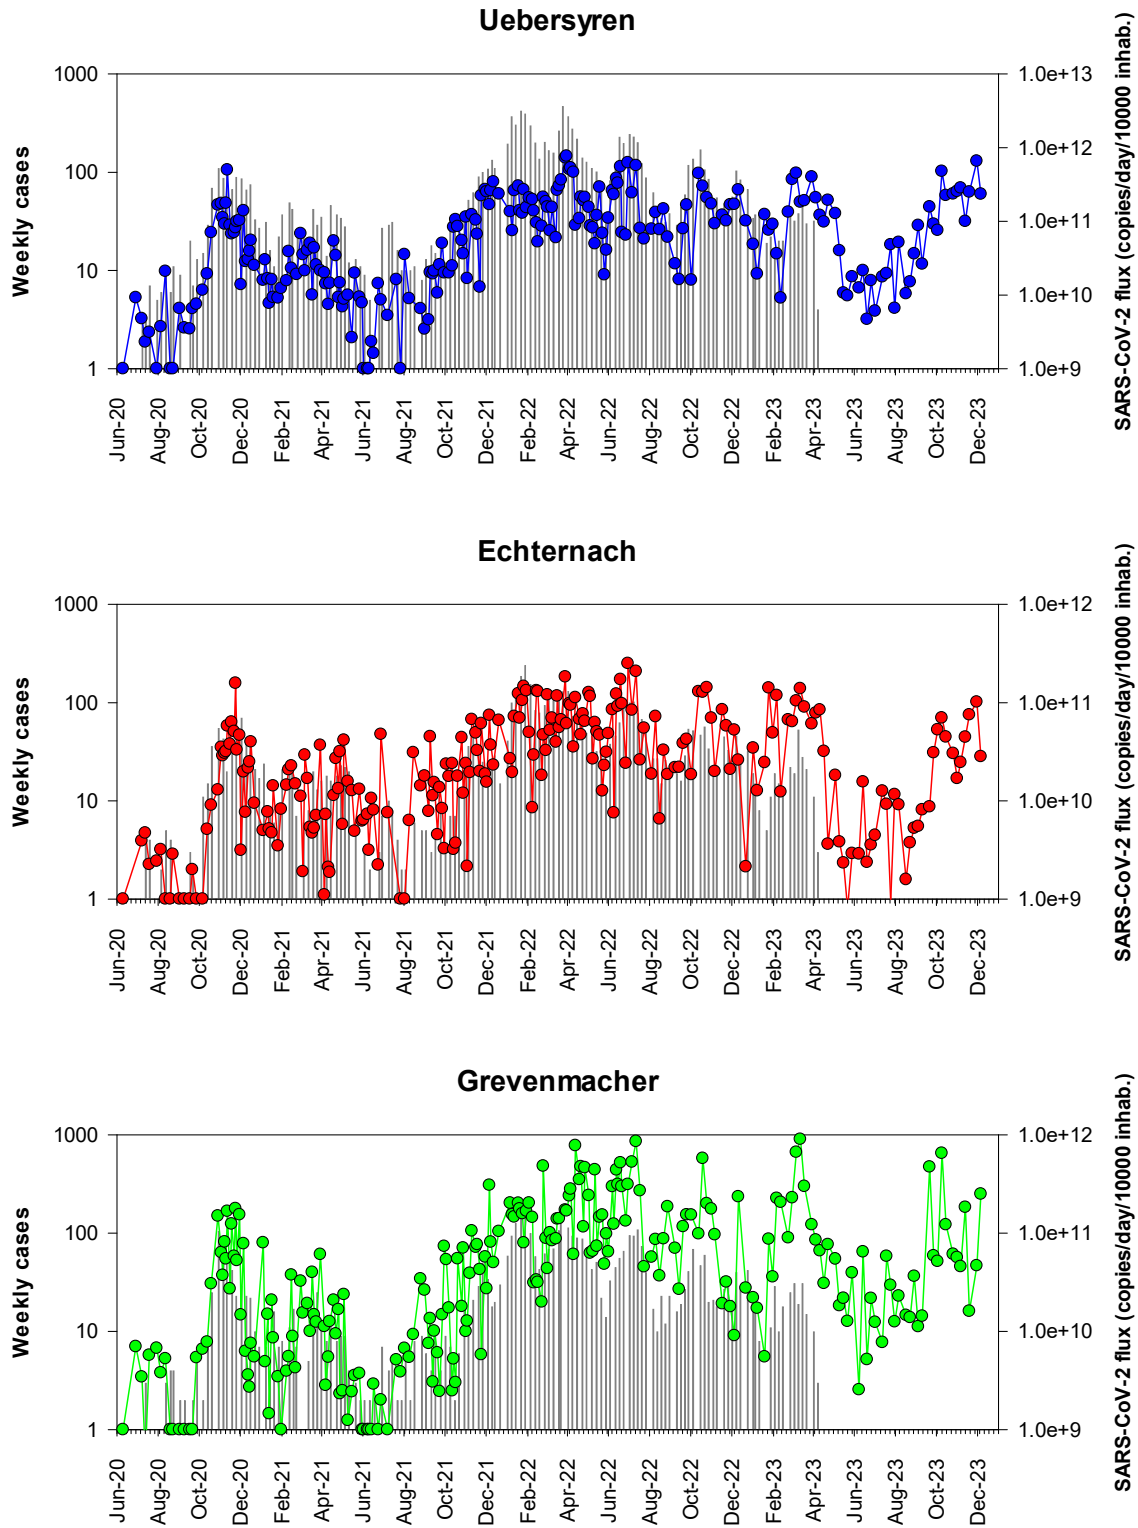 Uebersyren
Weekly cases
SARS-CoV-2 flux (copies/day/10000 inhab.)
1000
100
10
1
1.0e+13
1.0e+12
1.0e+11
1.0e+10
1.0e+9
Jun-20
Aug-20
Oct-20
Dec-20
Feb-21
Apr-21
Jun-21
Aug-21
Oct-21
Dec-21
Feb-22
Apr-22
Jun-22
Aug-22
Oct-22
Dec-22
Feb-23
Apr-23
Jun-23
Aug-23
Oct-23
Dec-23
Echternach
Weekly cases
SARS-CoV-2 flux (copies/day/10000 inhab.)
1000
100
10
1
1.0e+12
1.0e+11
1.0e+10
1.0e+9
Jun-20
Aug-20
Oct-20
Dec-20
Feb-21
Apr-21
Jun-21
Aug-21
Oct-21
Dec-21
Feb-22
Apr-22
Jun-22
Aug-22
Oct-22
Dec-22
Feb-23
Apr-23
Jun-23
Aug-23
Oct-23
Dec-23
Grevenmacher
Weekly cases
SARS-CoV-2 flux (copies/day/10000 inhab.)
1000
100
10
1
1.0e+12
1.0e+11
1.0e+10
1.0e+9
Jun-20
Aug-20
Oct-20
Dec-20
Feb-21
Apr-21
Jun-21
Aug-21
Oct-21
Dec-21
Feb-22
Apr-22
Jun-22
Aug-22
Oct-22
Dec-22
Feb-23
Apr-23
Jun-23
Aug-23
Oct-23
Dec-23